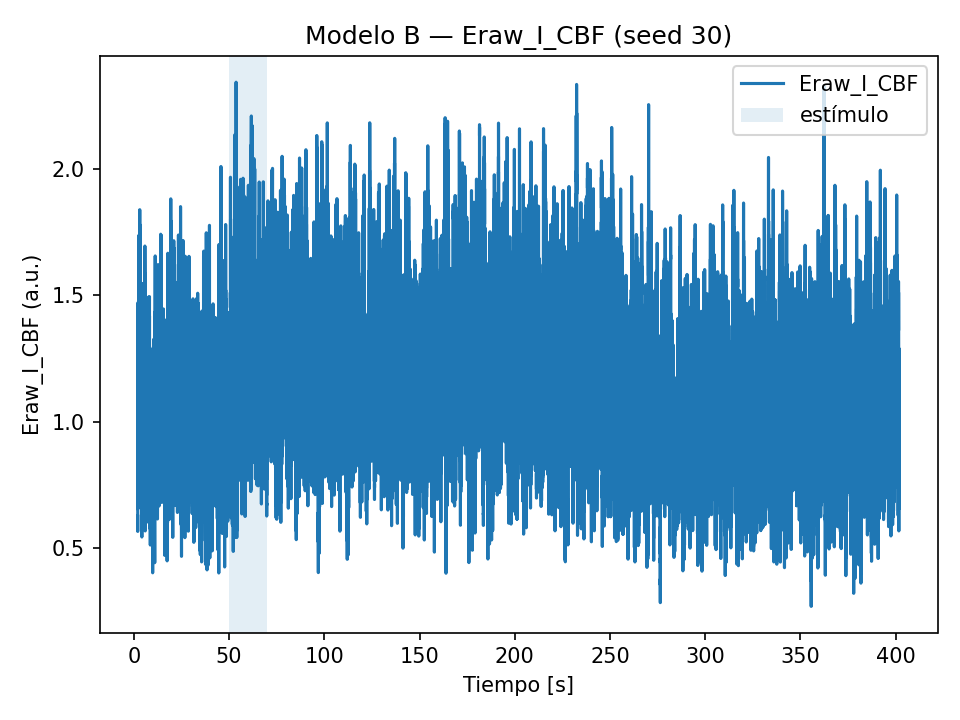 Modelo B — Eraw_I_CBF (seed 30)
Eraw_I_CBF
estímulo
Eraw_I_CBF (a.u.)
2.0
1.5
1.0
0.5
0
50
100
150
200
250
300
350
400
Tiempo [s]